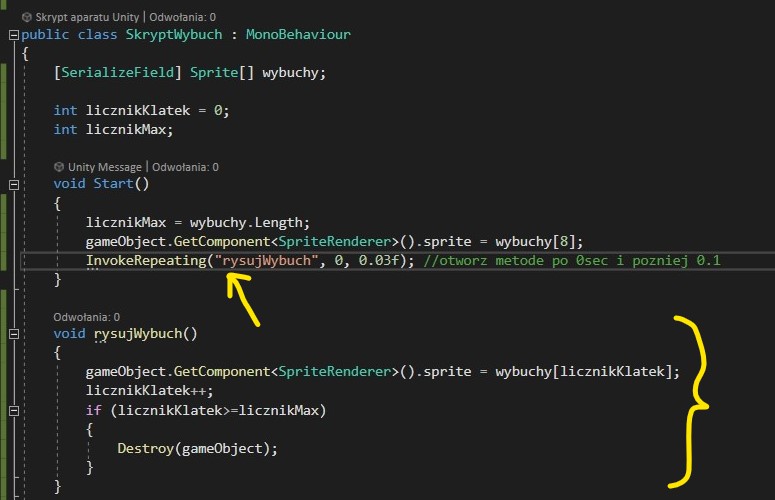 Skrypt aparatu Unity | Odwołania: 0
public class SkryptWybuch : MonoBehaviour
{
[SerializeField] Sprite[] wybuchy;
int licznikKlatek = 0;
int licznikMax;
Unity Message | Odwołania: 0
void Start()
{
licznikMax = wybuchy.Length;
gameObject.GetComponent<SpriteRenderer>().sprite = wybuchy[8];
InvokeRepeating("rysujWybuch", 0, 0.03f); //otworz metode po 0sec i pozniej 0.1
}
Odwołania: 0
void rysujWybuch()
{
gameObject.GetComponent<SpriteRenderer>().sprite = wybuchy[licznikKlatek];
licznikKlatek++;
if (licznikKlatek>=licznikMax)
{
Destroy(gameObject);
}
}